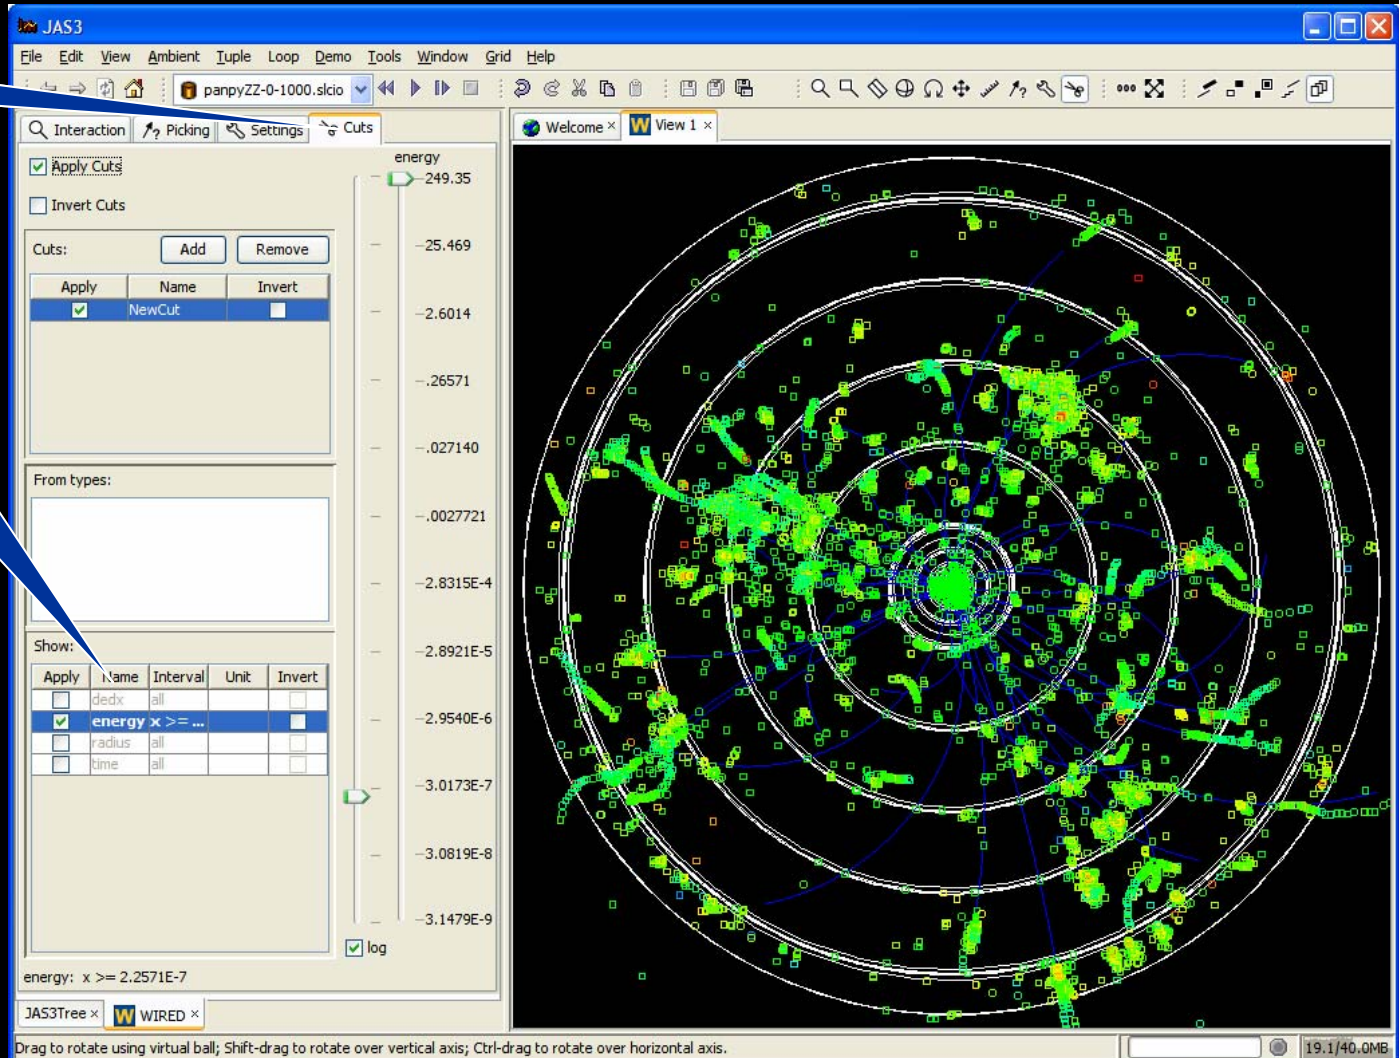 JAS3
File Edit View Ambient Tuple Loop Demo Tools Window Grid Help
panpyZZ-0-1000.slcio
Interaction Picking Settings Cuts
Welcome × W View 1 ×
Apply Cuts
Invert Cuts
Cuts: Add Remove
Apply Name Invert
NewCut
From types:
Show:
Apply Name Interval Unit Invert
dedx all
energy x >= ...
radius all
time all
energy: x >= 2.2571E-7
energy
249.35
25.469
2.6014
.26571
.027140
.0027721
2.8315E-4
2.8921E-5
2.9540E-6
3.0173E-7
3.0819E-8
3.1479E-9
log
JAS3Tree × W WIRED ×
Drag to rotate using virtual ball; Shift-drag to rotate over vertical axis; Ctrl-drag to rotate over horizontal axis.
19.1/40.0MB